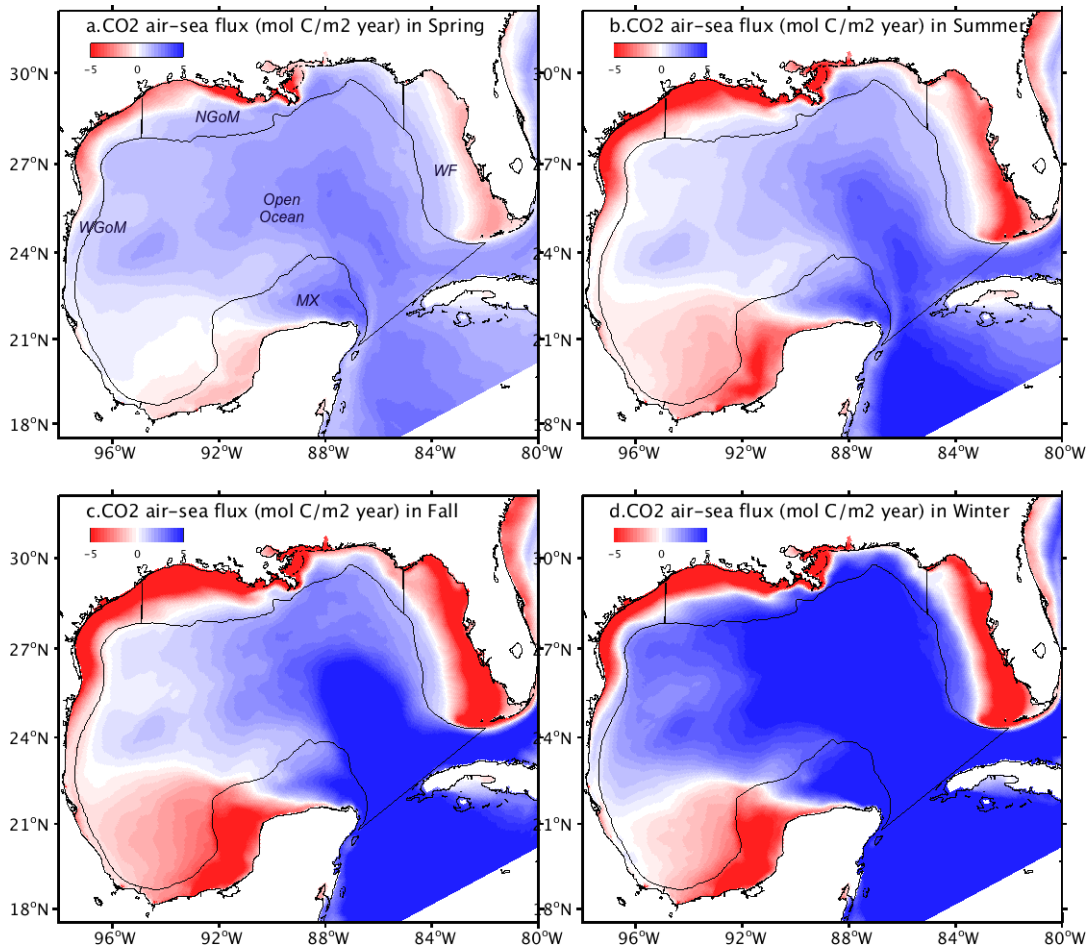 a.CO2 air-sea flux (mol C/m2 year) in Spring
-5 0 5
30°N
27°N
24°N
21°N
18°N
NGoM
WF
Open
Ocean
WGoM
MX
96°W 92°W 88°W 84°W 80°W
b.CO2 air-sea flux (mol C/m2 year) in Summer
-5 0 5
30°N
27°N
24°N
21°N
18°N
96°W 92°W 88°W 84°W 80°W
c.CO2 air-sea flux (mol C/m2 year) in Fall
-5 0 5
30°N
27°N
24°N
21°N
18°N
96°W 92°W 88°W 84°W 80°W
d.CO2 air-sea flux (mol C/m2 year) in Winter
-5 0 5
30°N
27°N
24°N
21°N
18°N
96°W 92°W 88°W 84°W 80°W